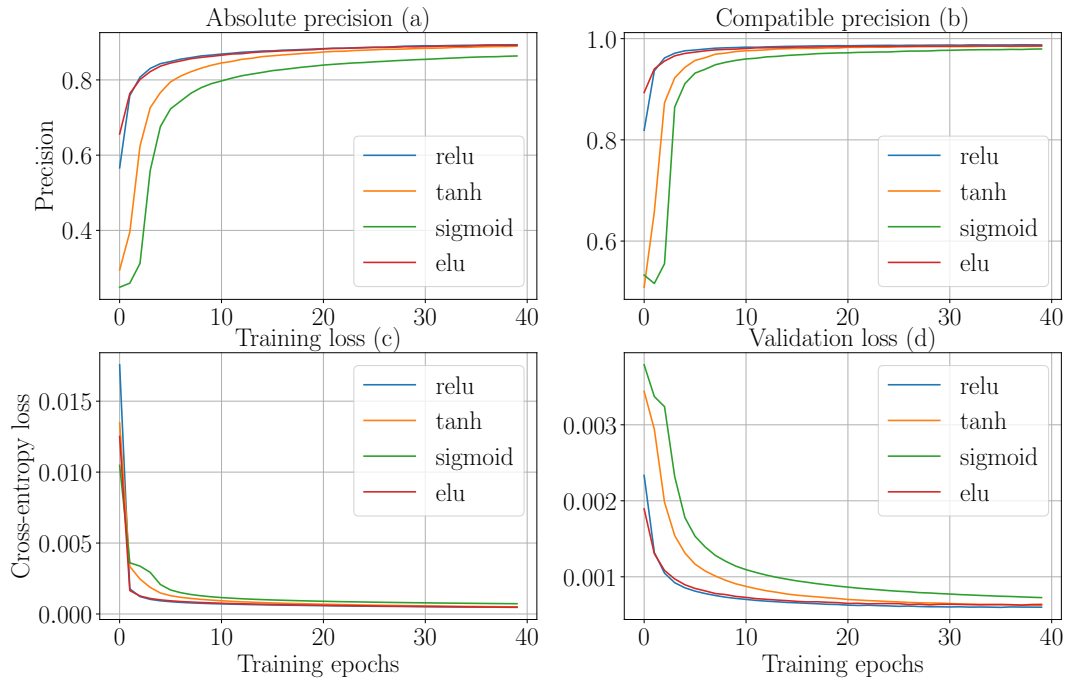 Absolute precision (a)
Precision
0.8
0.6
0.4
relu
tanh
sigmoid
elu
0 10 20 30 40
Compatible precision (b)
1.0
0.8
0.6
relu
tanh
sigmoid
elu
0 10 20 30 40
Training loss (c)
Cross-entropy loss
0.015
0.010
0.005
0.000
relu
tanh
sigmoid
elu
0 10 20 30 40
Training epochs
Validation loss (d)
0.003
0.002
0.001
relu
tanh
sigmoid
elu
0 10 20 30 40
Training epochs